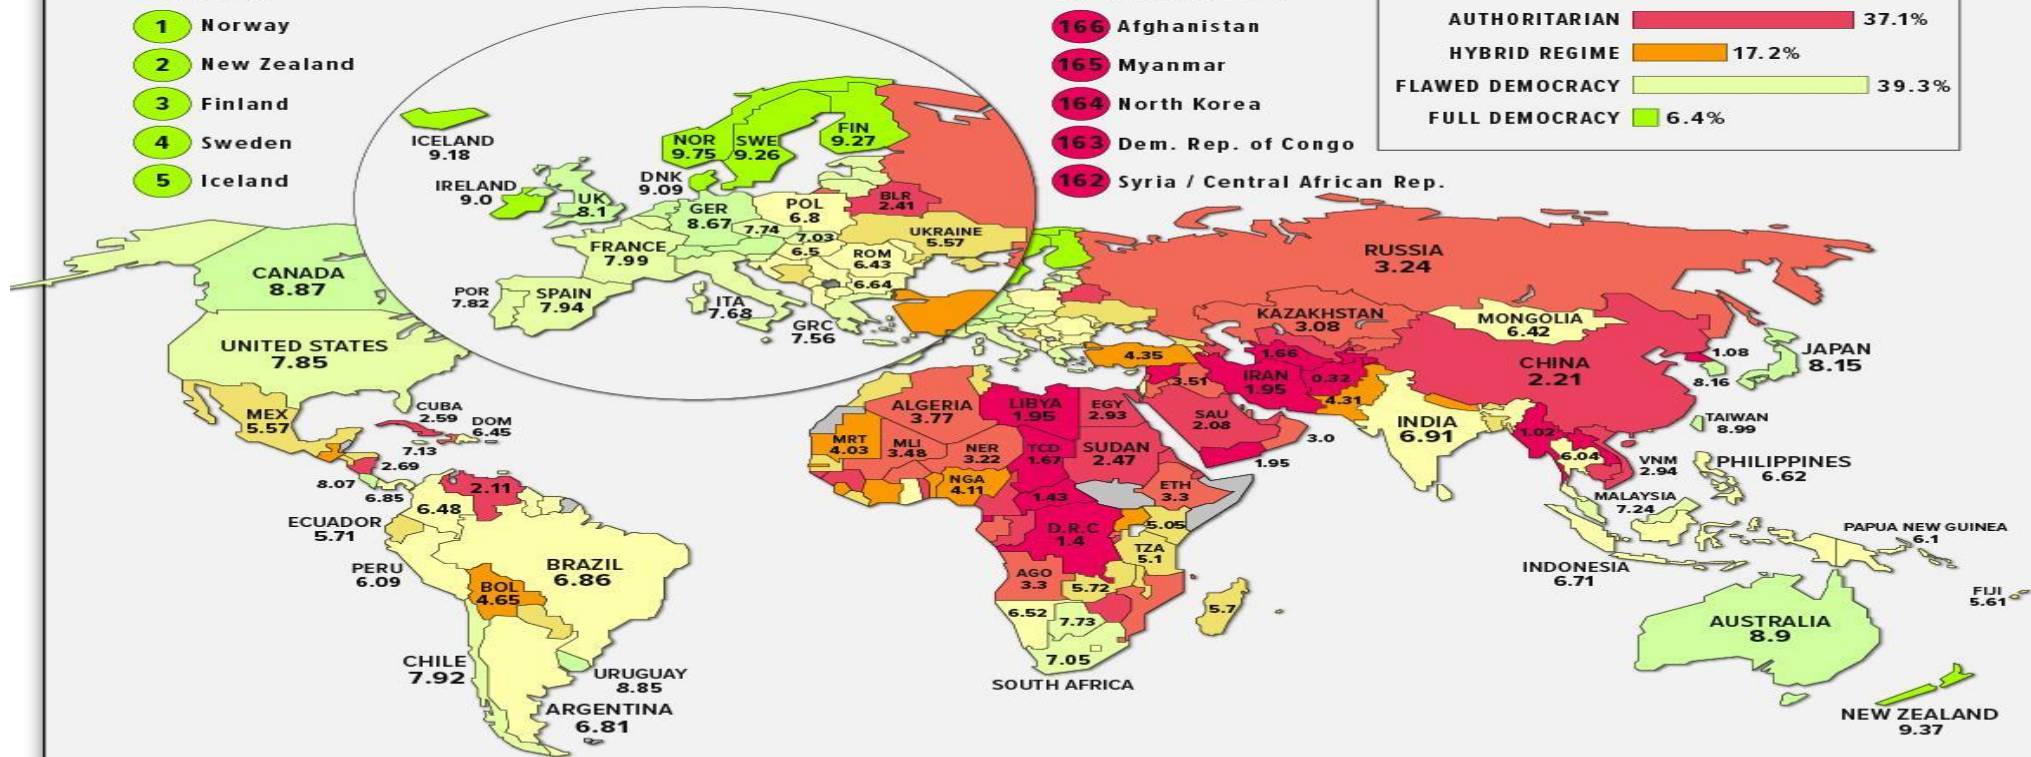 1 Norway
2 New Zealand
3 Finland
4 Sweden
5 Iceland
166 Afghanistan
165 Myanmar
164 North Korea
163 Dem. Rep. of Congo
162 Syria / Central African Rep.
AUTHORITARIAN 37.1%
HYBRID REGIME 17.2%
FLAWED DEMOCRACY 39.3%
FULL DEMOCRACY 6.4%
ICELAND
9.18
NOR
9.75
SWE
9.26
FIN
9.27
DNK
9.09
IRELAND
9.0
UK
8.1
GER
8.67
POL
6.8
BLR
2.41
7.74
7.03
6.5
UKRAINE
5.57
FRANCE
7.99
ROM
6.43
6.64
POR
7.82
SPAIN
7.94
ITA
7.68
GRC
7.56
CANADA
8.87
UNITED STATES
7.85
MEX
5.57
CUBA
2.59
DOM
6.45
7.13
2.69
8.07
6.85
2.11
6.48
ECUADOR
5.71
PERU
6.09
BRAZIL
6.86
BOL
4.65
CHILE
7.92
URUGUAY
8.85
ARGENTINA
6.81
RUSSIA
3.24
KAZAKHSTAN
3.08
MONGOLIA
6.42
CHINA
2.21
1.08
8.16
JAPAN
8.15
TAIWAN
8.99
4.35
1.66
3.51
IRAN
1.95
0.32
4.31
INDIA
6.91
1.02
6.04
VNM
2.94
PHILIPPINES
6.62
MALAYSIA
7.24
INDONESIA
6.71
PAPUA NEW GUINEA
6.1
FIJI
5.61
AUSTRALIA
8.9
NEW ZEALAND
9.37
ALGERIA
3.77
LIBYA
1.95
EGY
2.93
SAU
2.08
3.0
1.95
MRT
4.03
MLI
3.48
NER
3.22
TCD
1.67
SUDAN
2.47
NGA
4.11
1.43
ETH
3.3
D.R.C
1.4
5.05
TZA
5.1
AGO
3.3
5.72
6.52
7.73
5.7
7.05
SOUTH AFRICA